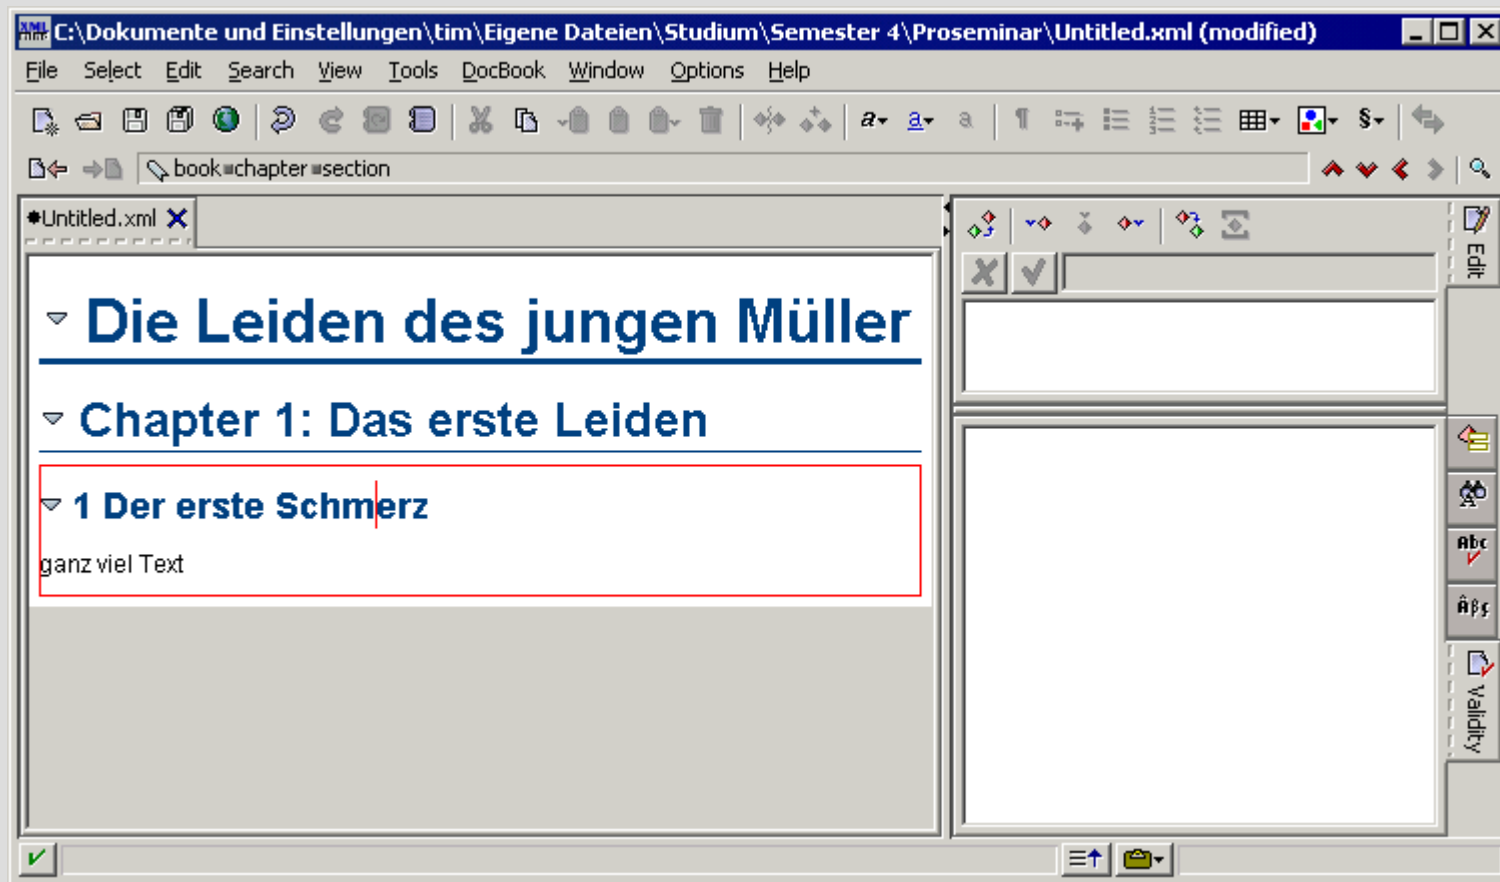 C:\Dokumente und Einstellungen\tim\Eigene Dateien\Studium\Semester 4\Proseminar\Untitled.xml (modified)
File Select Edit Search View Tools DocBook Window Options Help
a a a ¶ §
book chapter section
Untitled.xml
Edit
Die Leiden des jungen Müller
Chapter 1: Das erste Leiden
1 Der erste Schmerz
ganz viel Text
Abc
Âβç
Validity